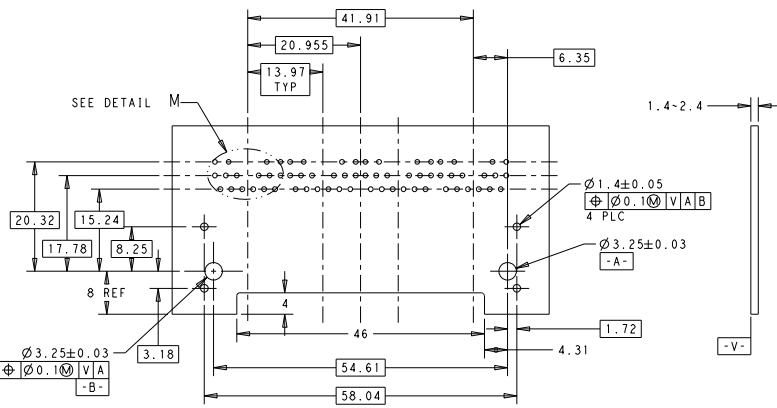 41.91
20.955
6.35
13.97
TYP
SEE DETAIL M
1.4~2.4
Ø1.4±0.05
⌖ Ø0.1Ⓜ V A B
4 PLC
20.32
15.24
17.78
8.25
Ø3.25±0.03
-A-
8 REF
4
1.72
46
4.31
-V-
Ø3.25±0.03
3.18
⌖ Ø0.1Ⓜ V A
54.61
-B-
58.04